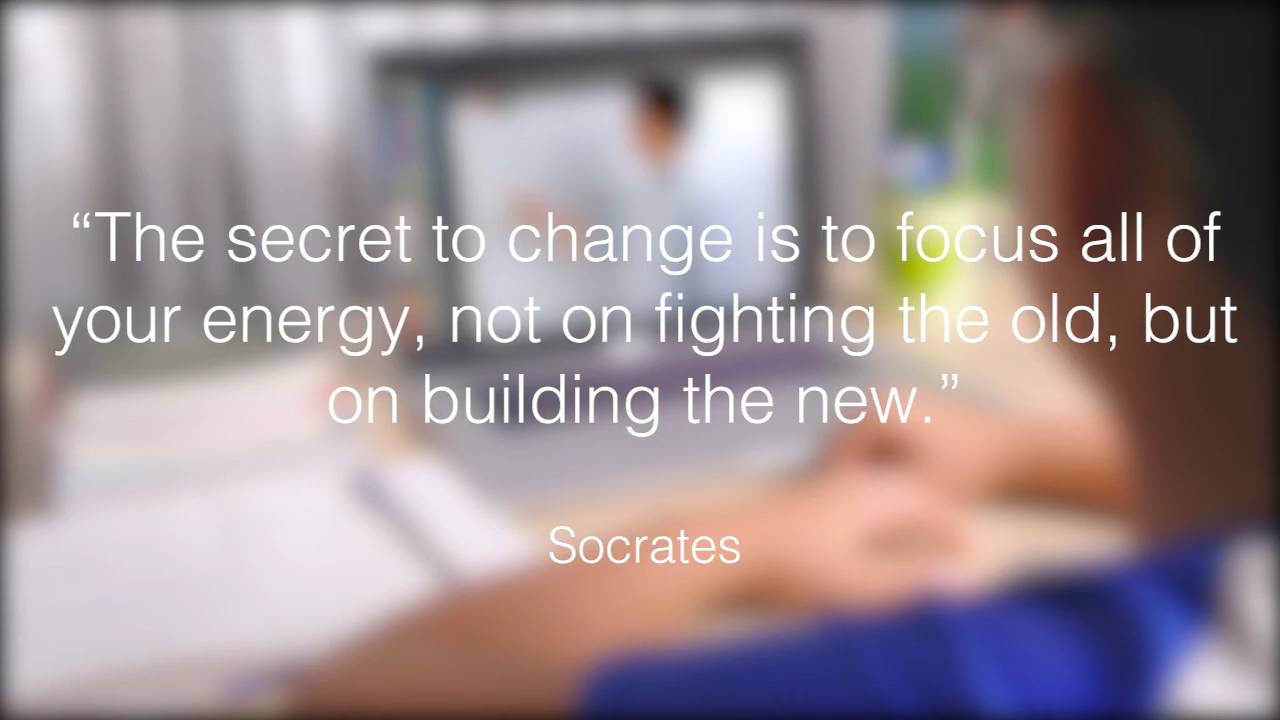 “The secret to change is to focus all of
your energy, not on fighting the old, but
on building the new.”
Socrates